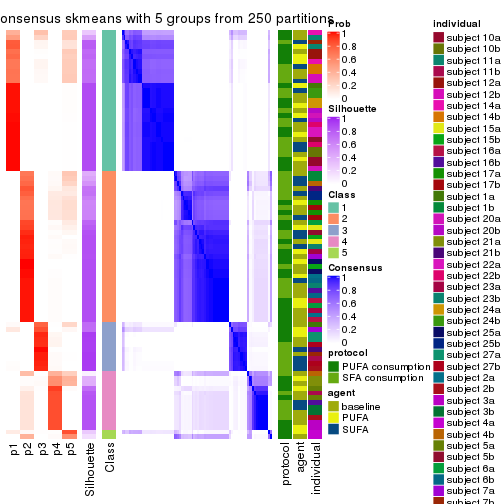 onsensus skmeans with 5 groups from 250 partitions
Prob
1
0.8
0.6
0.4
0.2
0
Silhouette
1
0.8
0.6
0.4
0.2
0
Class
1
2
3
4
5
Consensus
1
0.8
0.6
0.4
0.2
0
protocol
PUFA consumption
SFA consumption
agent
baseline
PUFA
SUFA
individual
subject 10a
subject 10b
subject 11a
subject 11b
subject 12a
subject 12b
subject 14a
subject 14b
subject 15a
subject 15b
subject 16a
subject 16b
subject 17a
subject 17b
subject 1a
subject 1b
subject 20a
subject 20b
subject 21a
subject 21b
subject 22a
subject 22b
subject 23a
subject 23b
subject 24a
subject 24b
subject 25a
subject 25b
subject 27a
subject 27b
subject 2a
subject 2b
subject 3a
subject 3b
subject 4a
subject 4b
subject 5a
subject 5b
subject 6a
subject 6b
subject 7a
subject 7b
p1
p2
p3
p4
p5
Silhouette
Class
protocol
agent
individual